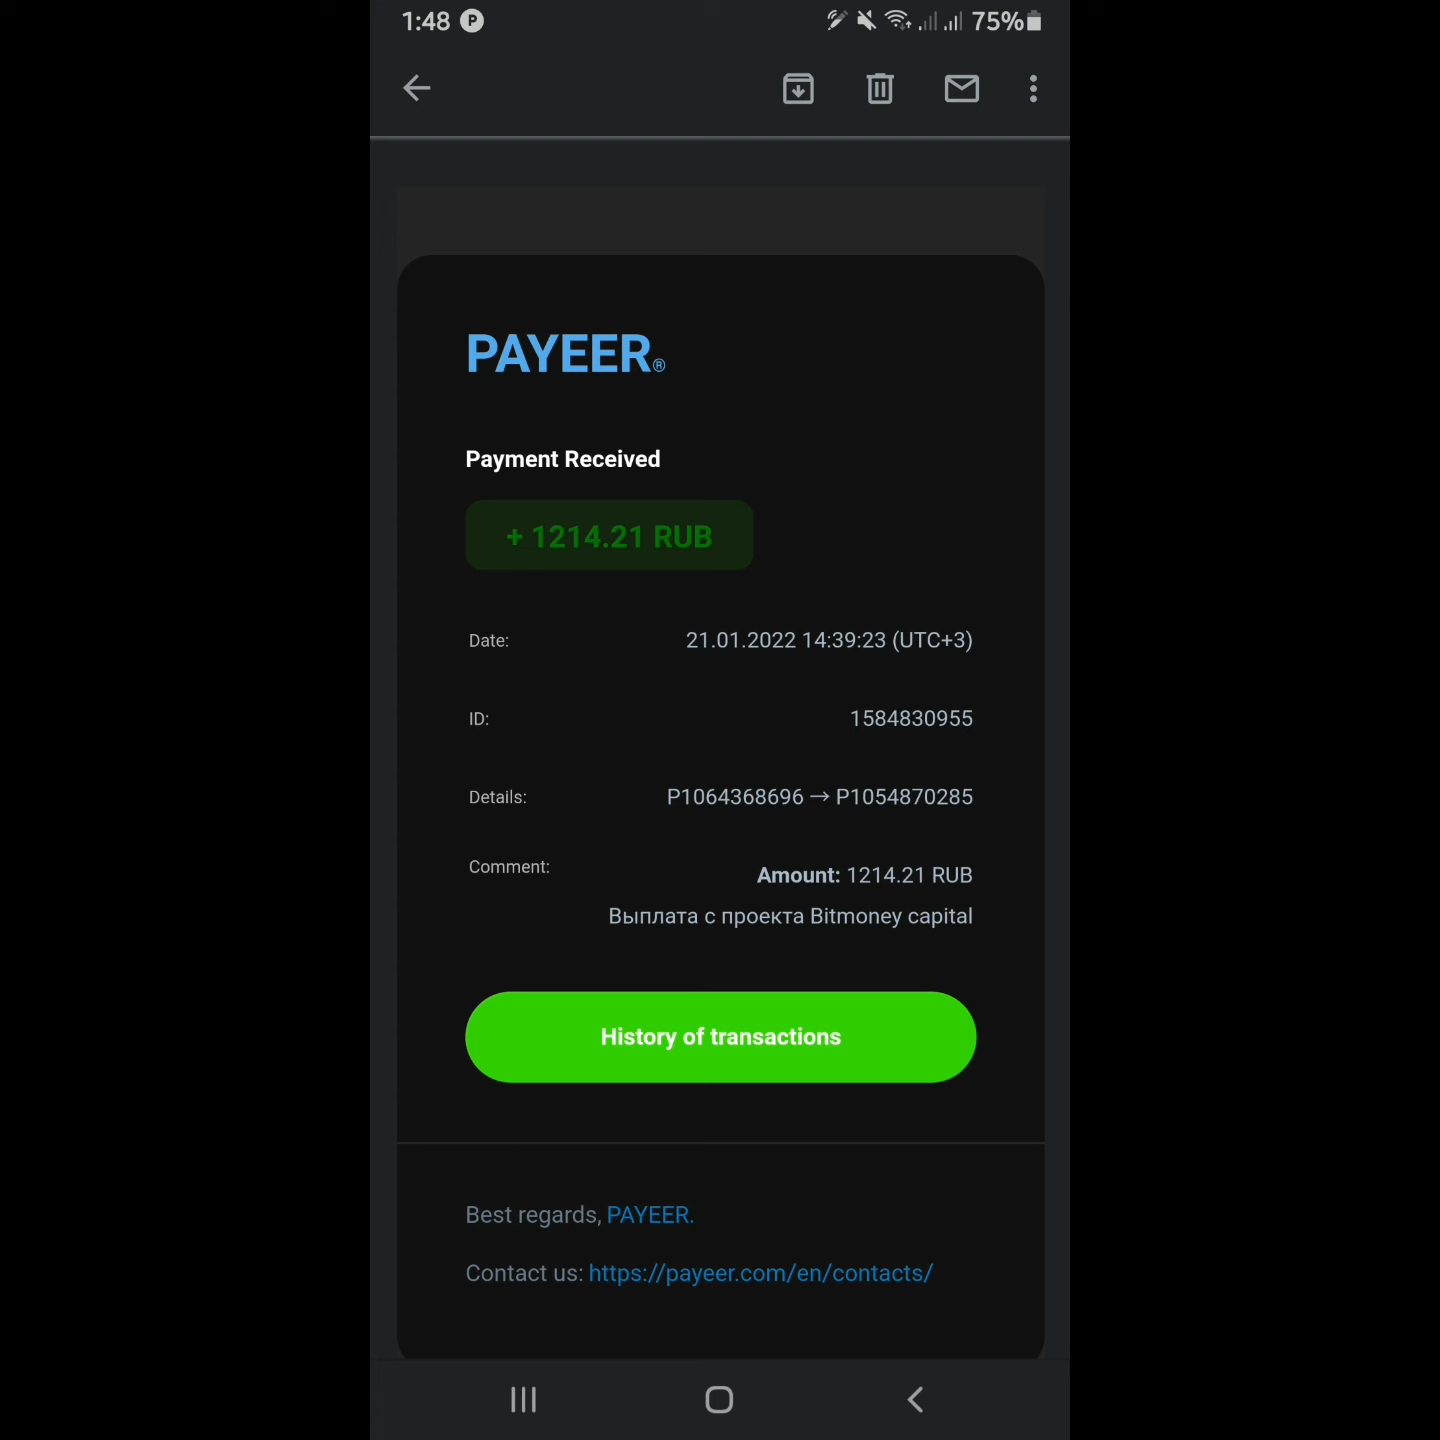 1:48 P 75%
PAYEER®
Payment Received
+ 1214.21 RUB
Date: 21.01.2022 14:39:23 (UTC+3)
ID: 1584830955
Details: P1064368696 → P1054870285
Comment: Amount: 1214.21 RUB
Выплата с проекта Bitmoney capital
History of transactions
Best regards, PAYEER.
Contact us: https://payeer.com/en/contacts/